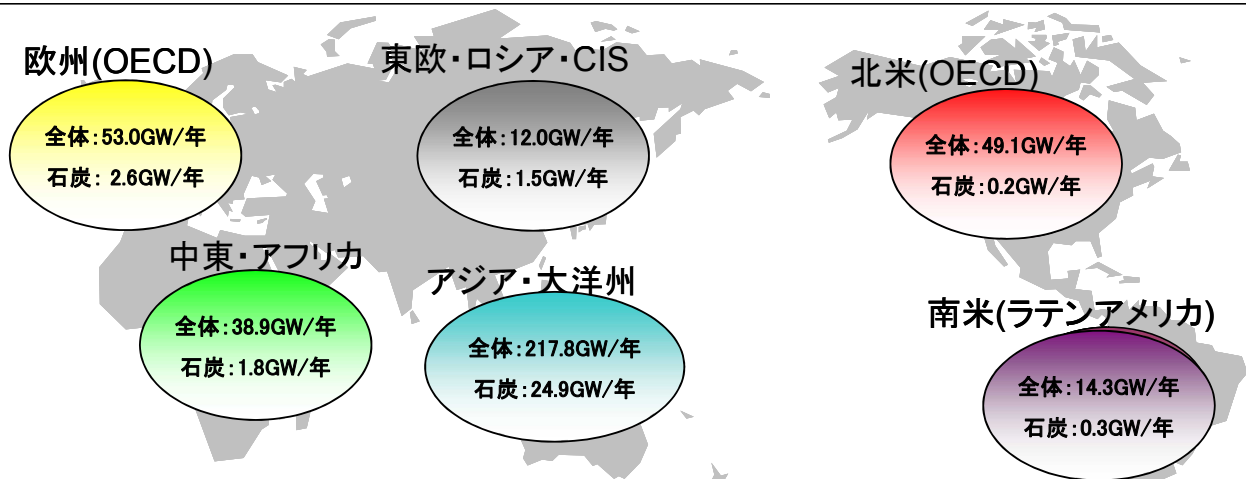 欧州(OECD)
全体:53.0GW/年
石炭: 2.6GW/年
東欧・ロシア・CIS
全体:12.0GW/年
石炭:1.5GW/年
北米(OECD)
全体:49.1GW/年
石炭:0.2GW/年
中東・アフリカ
全体:38.9GW/年
石炭:1.8GW/年
アジア・大洋州
全体:217.8GW/年
石炭:24.9GW/年
南米(ラテンアメリカ)
全体:14.3GW/年
石炭:0.3GW/年